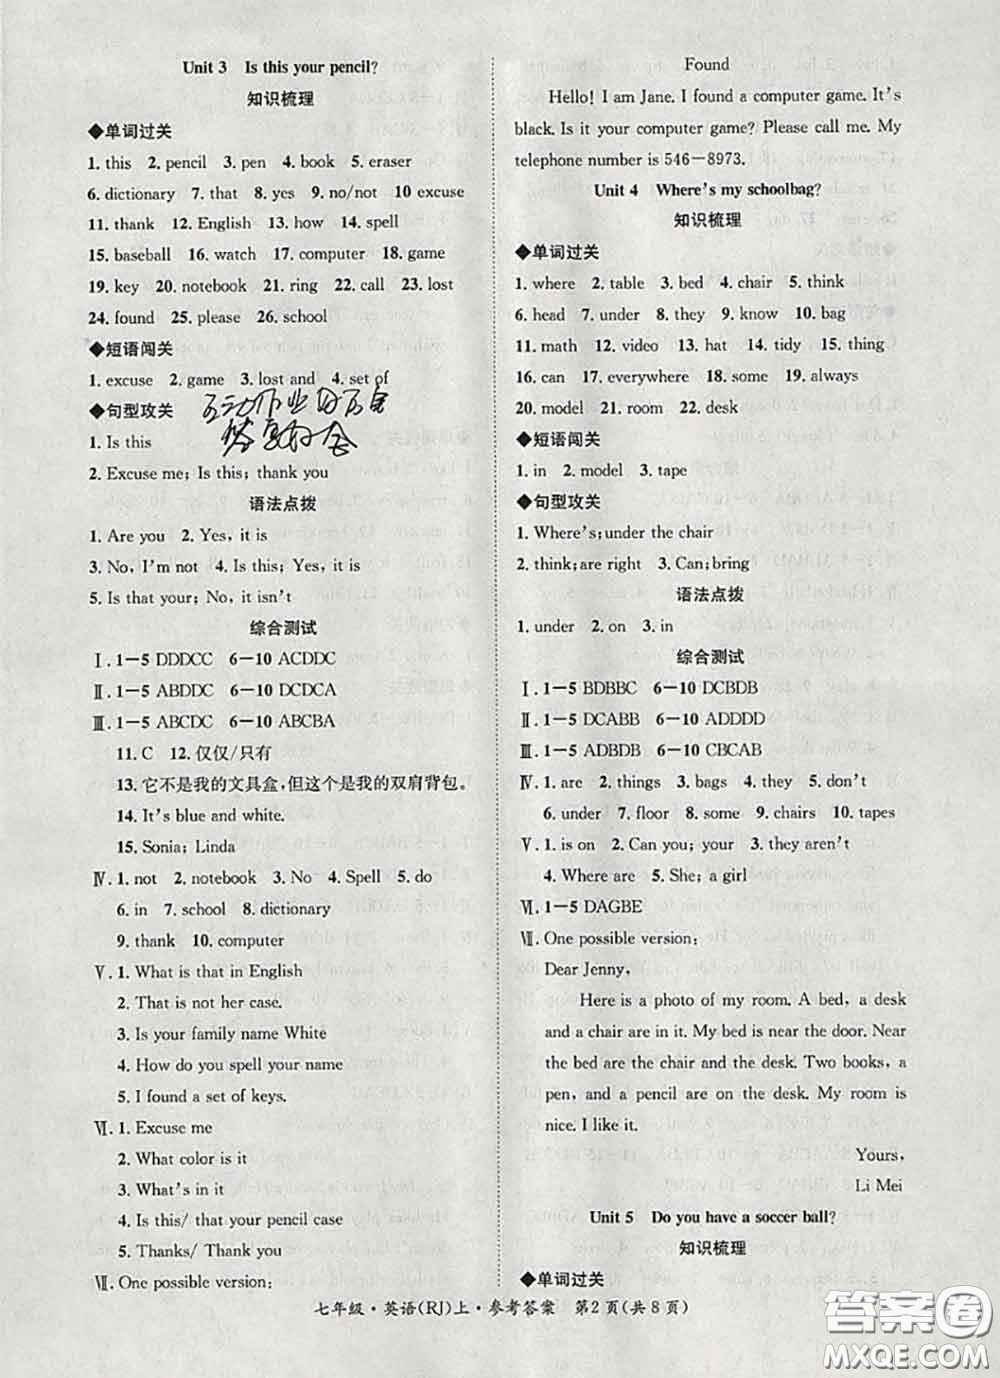 Unit 3 Is this your pencil?
知识梳理
◆单词过关
1. this 2. pencil 3. pen 4. book 5. eraser
6. dictionary 7. that 8. yes 9. no/not 10 excuse
11. thank 12. English 13. how 14. spell
15. baseball 16. watch 17. computer 18. game
19. key 20. notebook 21. ring 22. call 23. lost
24. found 25. please 26. school
◆短语闯关
1. excuse 2. game 3. lost and 4. set of
◆句型攻关
1. Is this
2. Excuse me; Is this; thank you
语法点拨
1. Are you 2. Yes, it is
3. No, I'm not 4. Is this; Yes, it is
5. Is that your; No, it isn't
综合测试
Ⅰ. 1－5 DDDCC 6－10 ACDDC
Ⅱ. 1－5 ABDDC 6－10 DCDCA
Ⅲ. 1－5 ABCDC 6－10 ABCBA
11. C 12. 仅仅/只有
13. 它不是我的文具盒,但这个是我的双肩背包。
14. It's blue and white.
15. Sonia; Linda
Ⅳ. 1. not 2. notebook 3. No 4. Spell 5. do
6. in 7. school 8. dictionary
9. thank 10. computer
Ⅴ. 1. What is that in English
2. That is not her case.
3. Is your family name White
4. How do you spell your name
5. I found a set of keys.
Ⅵ. 1. Excuse me
2. What color is it
3. What's in it
4. Is this/ that your pencil case
5. Thanks/ Thank you
Ⅶ. One possible version:
Found
Hello! I am Jane. I found a computer game. It's
black. Is it your computer game? Please call me. My
telephone number is 546－8973.
Unit 4 Where's my schoolbag?
知识梳理
◆单词过关
1. where 2. table 3. bed 4. chair 5. think
6. head 7. under 8. they 9. know 10. bag
11. math 12. video 13. hat 14. tidy 15. thing
16. can 17. everywhere 18. some 19. always
20. model 21. room 22. desk
◆短语闯关
1. in 2. model 3. tape
◆句型攻关
1. Where's;under the chair
2. think;are right 3. Can;bring
语法点拨
1. under 2. on 3. in
综合测试
Ⅰ. 1－5 BDBBC 6－10 DCBDB
Ⅱ. 1－5 DCABB 6－10 ADDDD
Ⅲ. 1－5 ADBDB 6－10 CBCAB
Ⅳ. 1. are 2. things 3. bags 4. they 5. don't
6. under 7. floor 8. some 9. chairs 10. tapes
Ⅴ. 1. is on 2. Can you; your 3. they aren't
4. Where are 5. She; a girl
Ⅵ. 1－5 DAGBE
Ⅶ. One possible version:
Dear Jenny,
Here is a photo of my room. A bed, a desk
and a chair are in it. My bed is near the door. Near
the bed are the chair and the desk. Two books, a
pen, and a pencil are on the desk. My room is
nice. I like it.
Yours,
Li Mei
Unit 5 Do you have a soccer ball?
知识梳理
◆单词过关
七年级·英语(RJ)上·参考答案 第2页(共8页)
答案圈
MXQE.COM